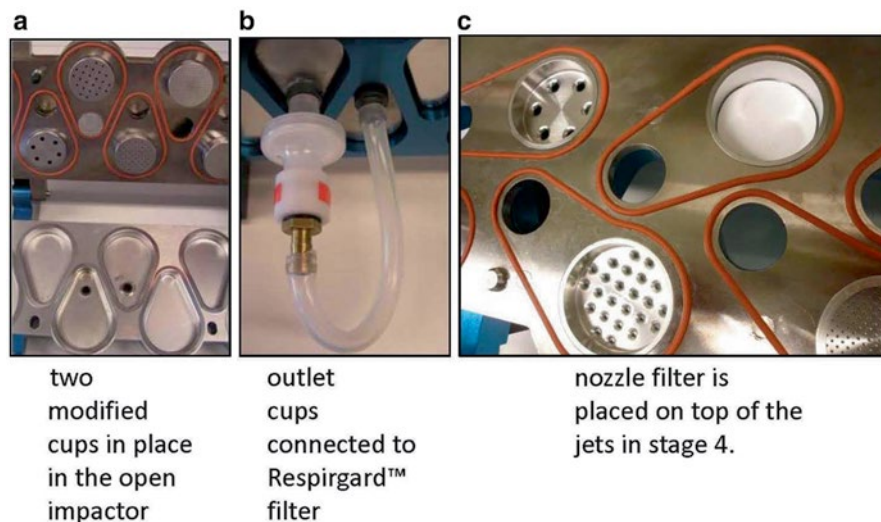 a
b
c
two
modified
cups in place
in the open
impactor
outlet
cups
connected to
Respirgard™
filter
nozzle filter is
placed on top of the
jets in stage 4.